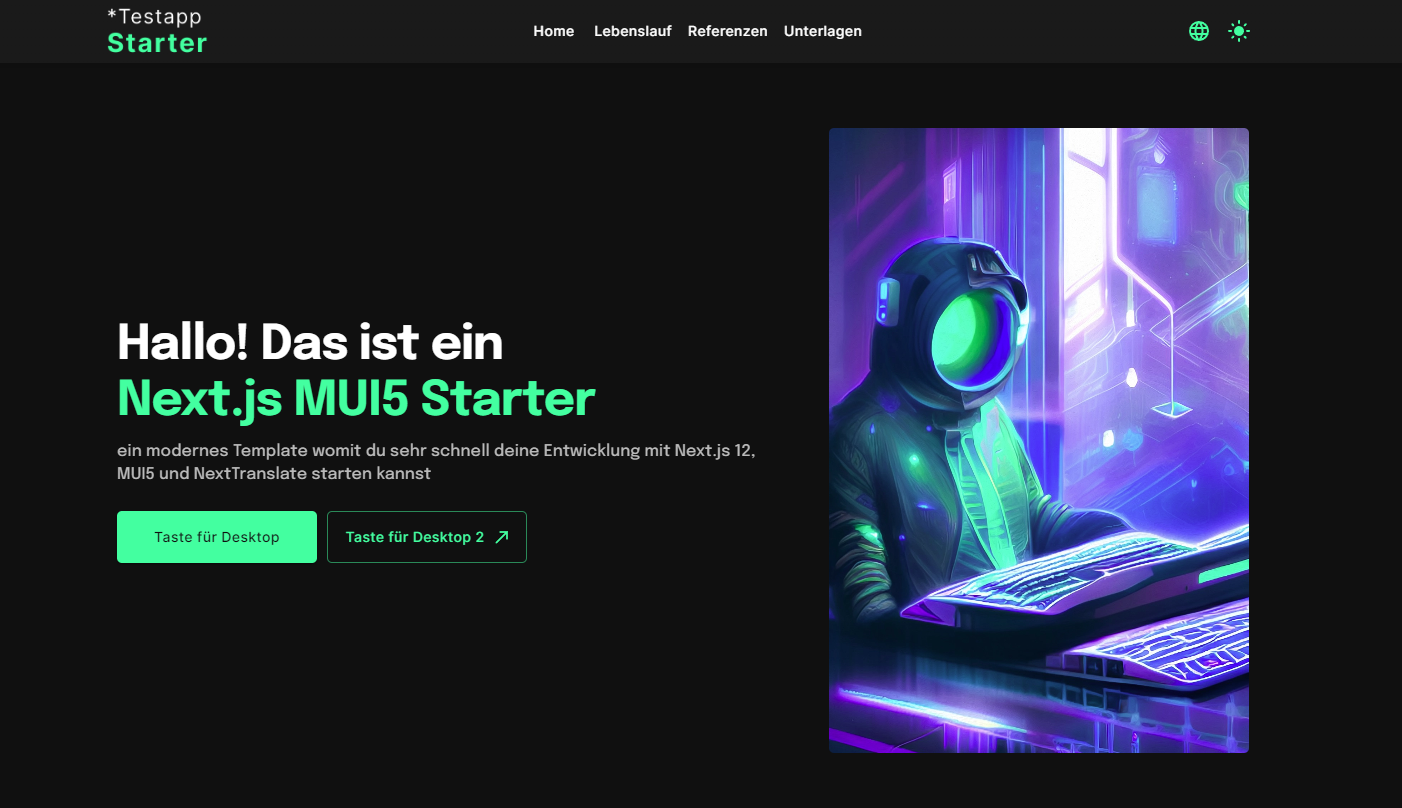 *Testapp
Starter
Home Lebenslauf Referenzen Unterlagen
Hallo! Das ist ein
Next.js MUI5 Starter
ein modernes Template womit du sehr schnell deine Entwicklung mit Next.js 12,
MUI5 und NextTranslate starten kannst
Taste für Desktop
Taste für Desktop 2